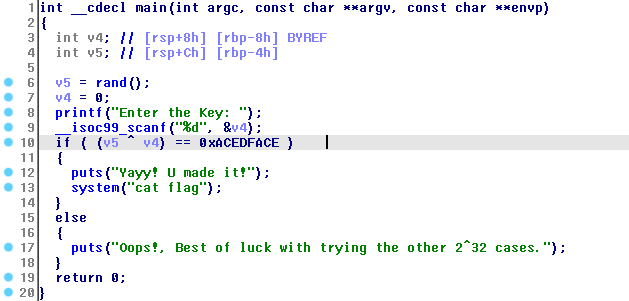 1 int __cdecl main(int argc, const char **argv, const char **envp)
2 {
3 int v4; // [rsp+8h] [rbp-8h] BYREF
4 int v5; // [rsp+Ch] [rbp-4h]
5
6 v5 = rand();
7 v4 = 0;
8 printf("Enter the Key: ");
9 __isoc99_scanf("%d", &v4);
10 if ( (v5 ^ v4) == 0xACEDFACE )
11 {
12 puts("Yayy! U made it!");
13 system("cat flag");
14 }
15 else
16 {
17 puts("Oops!, Best of luck with trying the other 2^32 cases.");
18 }
19 return 0;
20 }